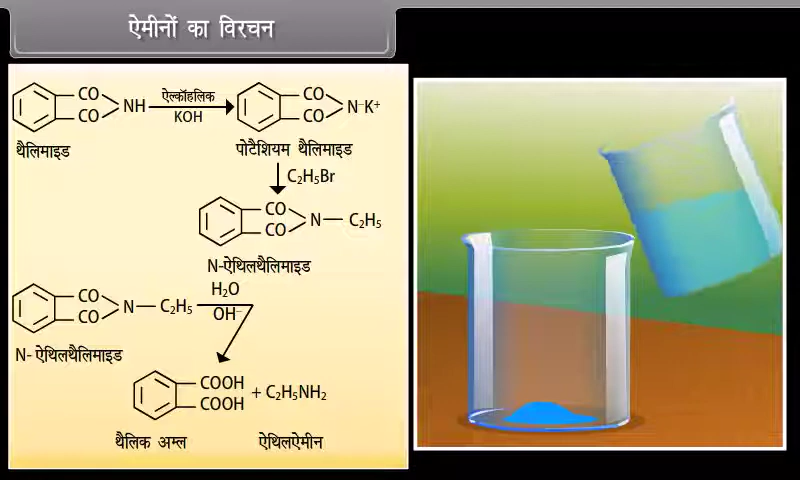 ऐमीनों का विरचन
CO
CO
NH
ऐल्कॉहलिक
KOH
CO
CO
N⁻K⁺
थैलिमाइड
पोटैशियम थैलिमाइड
C₂H₅Br
CO
CO
N — C₂H₅
N-ऐथिलथैलिमाइड
CO
CO
N — C₂H₅
H₂O
OH⁻
N- ऐथिलथैलिमाइड
COOH
COOH
+ C₂H₅NH₂
थैलिक अम्ल
ऐथिलऐमीन